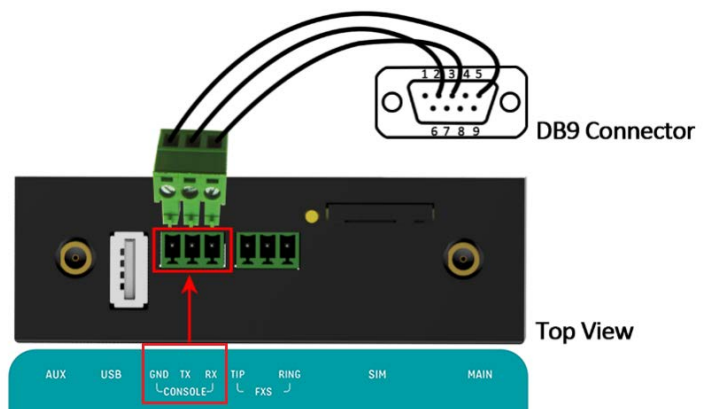 1 2 3 4 5
6 7 8 9
DB9 Connector
Top View
AUX USB GND TX RX TIP RING SIM MAIN
CONSOLE FXS